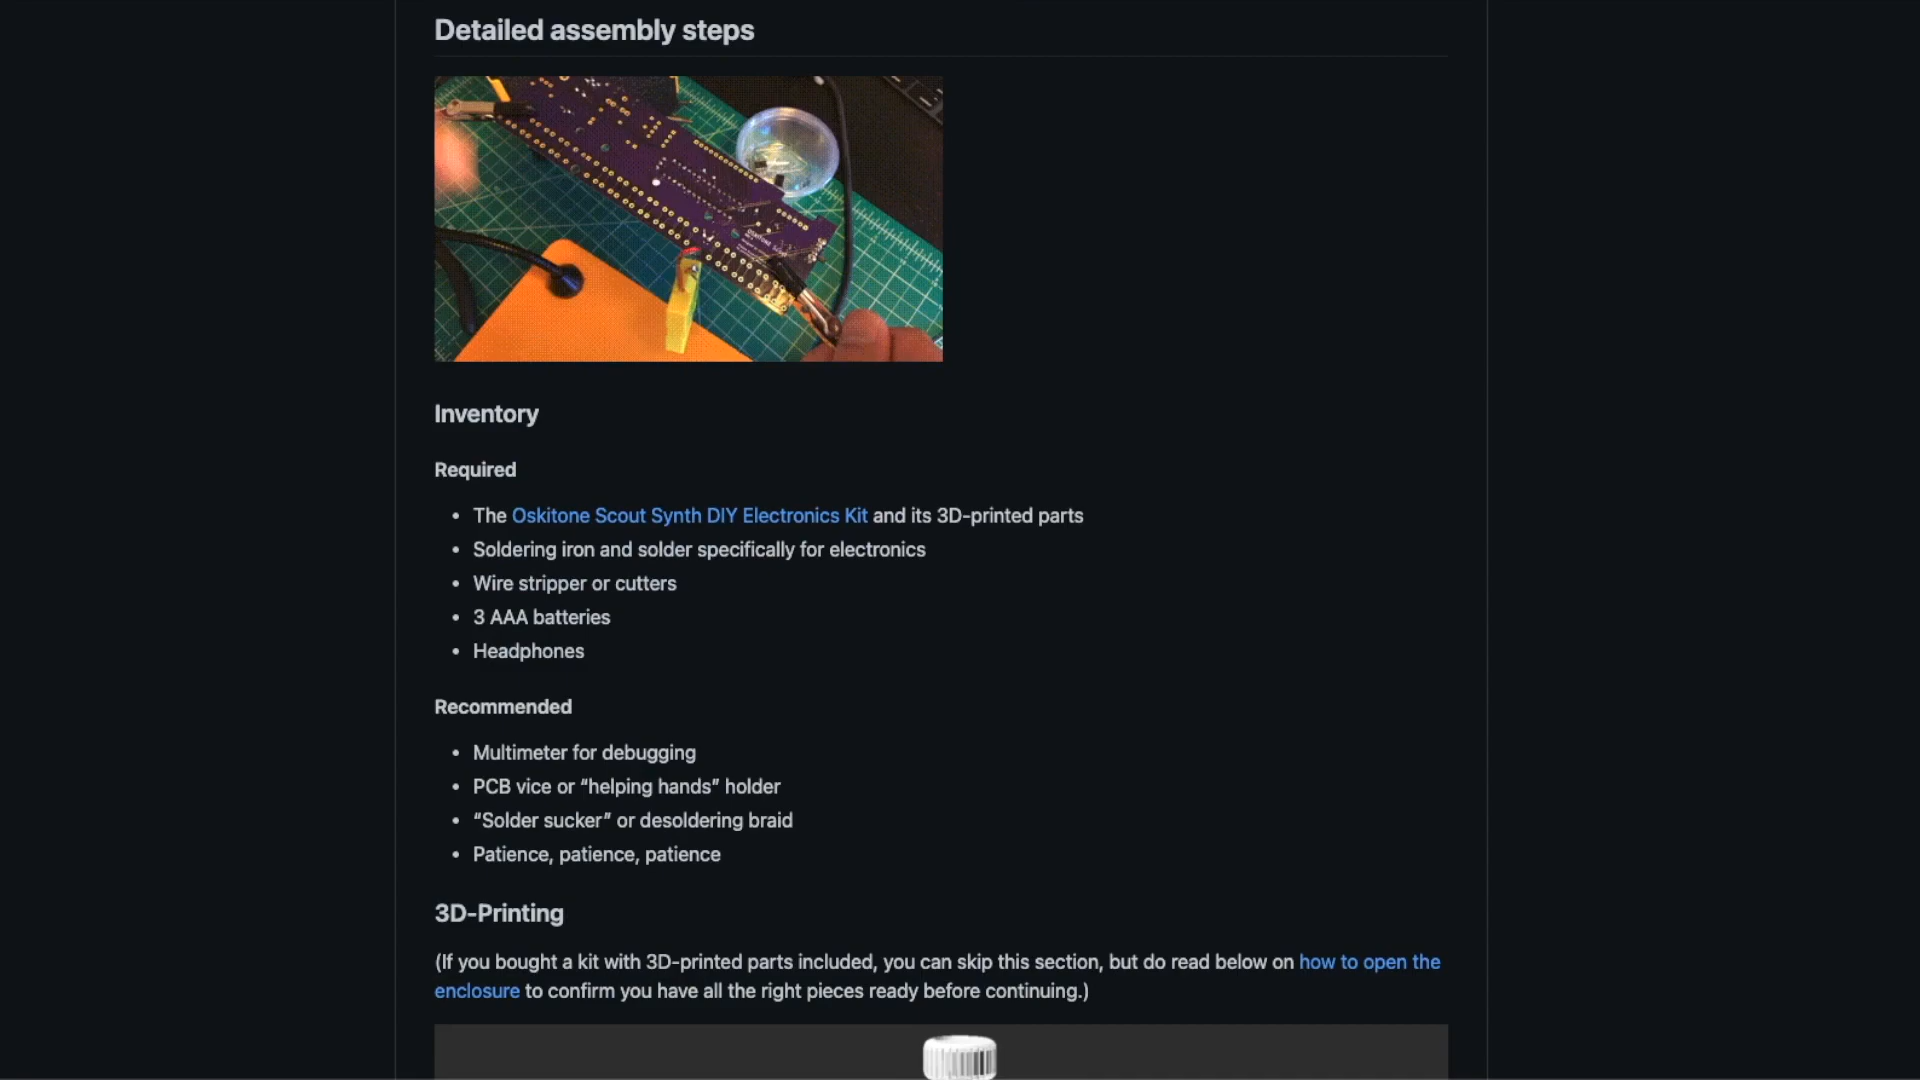 Detailed assembly steps
Inventory
Required
• The Oskitone Scout Synth DIY Electronics Kit and its 3D-printed parts
• Soldering iron and solder specifically for electronics
• Wire stripper or cutters
• 3 AAA batteries
• Headphones
Recommended
• Multimeter for debugging
• PCB vice or “helping hands” holder
• “Solder sucker” or desoldering braid
• Patience, patience, patience
3D-Printing
(If you bought a kit with 3D-printed parts included, you can skip this section, but do read below on how to open the
enclosure to confirm you have all the right pieces ready before continuing.)